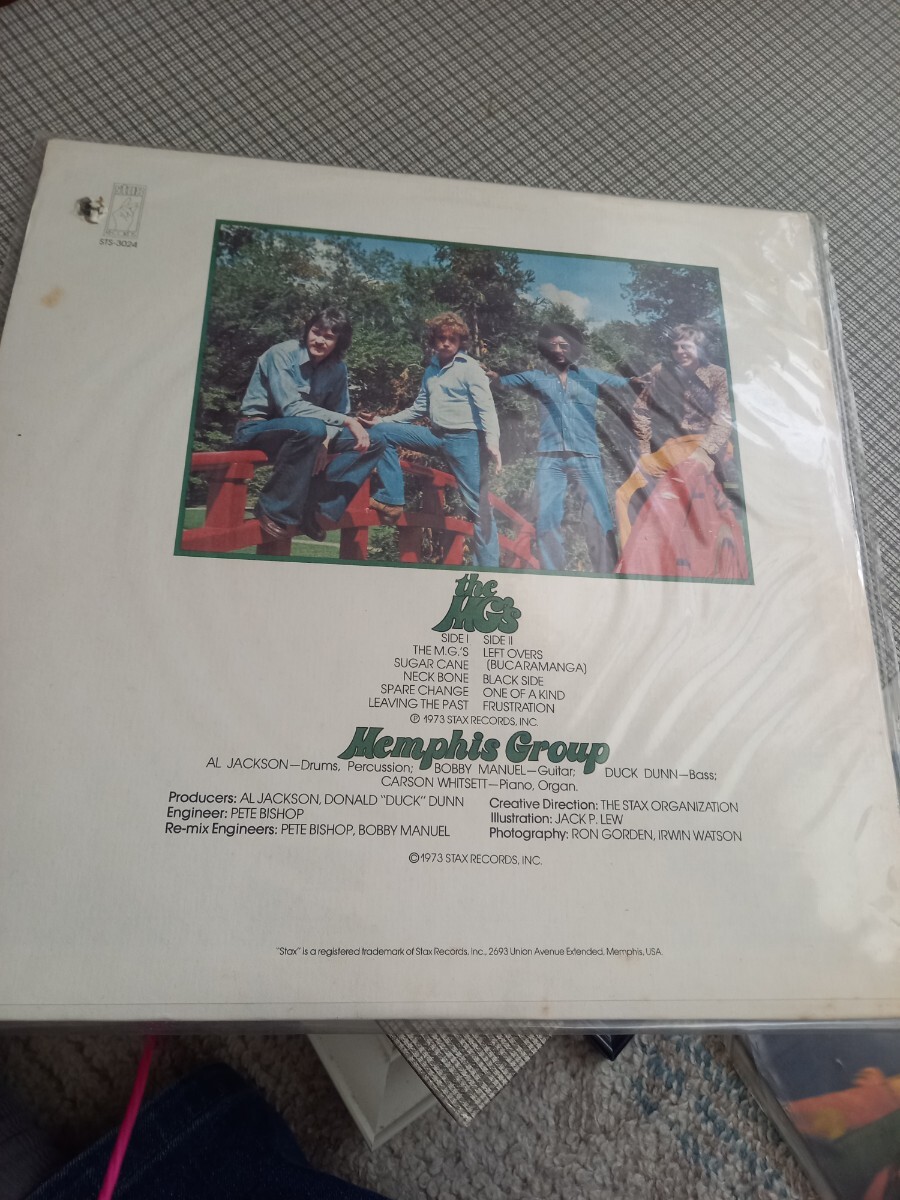 stax
RECORDS
STS-3024
the
MG's
SIDE I
THE M.G.'S
SUGAR CANE
NECK BONE
SPARE CHANGE
LEAVING THE PAST
SIDE II
LEFT OVERS
(BUCARAMANGA)
BLACK SIDE
ONE OF A KIND
FRUSTRATION
Ⓟ 1973 STAX RECORDS, INC.
Memphis Group
AL JACKSON—Drums, Percussion; BOBBY MANUEL—Guitar; DUCK DUNN—Bass;
CARSON WHITSETT—Piano, Organ.
Producers: AL JACKSON, DONALD "DUCK" DUNN
Engineer: PETE BISHOP
Re-mix Engineers: PETE BISHOP, BOBBY MANUEL
Creative Direction: THE STAX ORGANIZATION
Illustration: JACK P. LEW
Photography: RON GORDEN, IRWIN WATSON
©1973 STAX RECORDS, INC.
"Stax" is a registered trademark of Stax Records, Inc., 2693 Union Avenue Extended, Memphis, USA.